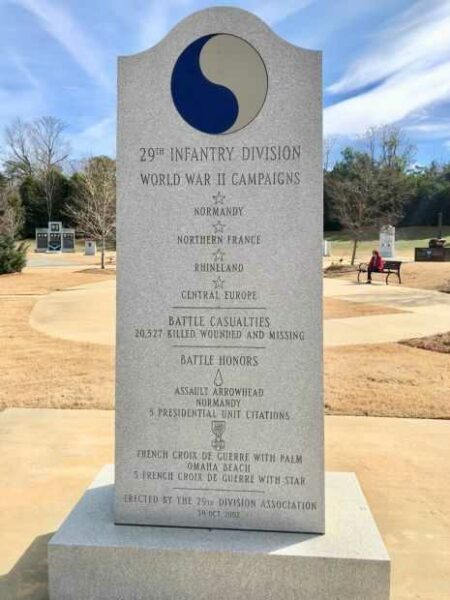 29TH INFANTRY DIVISION
WORLD WAR II CAMPAIGNS
NORMANDY
NORTHERN FRANCE
RHINELAND
CENTRAL EUROPE
BATTLE CASUALTIES
20,327 KILLED, WOUNDED AND MISSING
BATTLE HONORS
ASSAULT ARROWHEAD
NORMANDY
5 PRESIDENTIAL UNIT CITATIONS
FRENCH CROIX DE GUERRE WITH PALM
OMAHA BEACH
5 FRENCH CROIX DE GUERRE WITH STAR
ERECTED BY THE 29TH DIVISION ASSOCIATION
OCT 2002